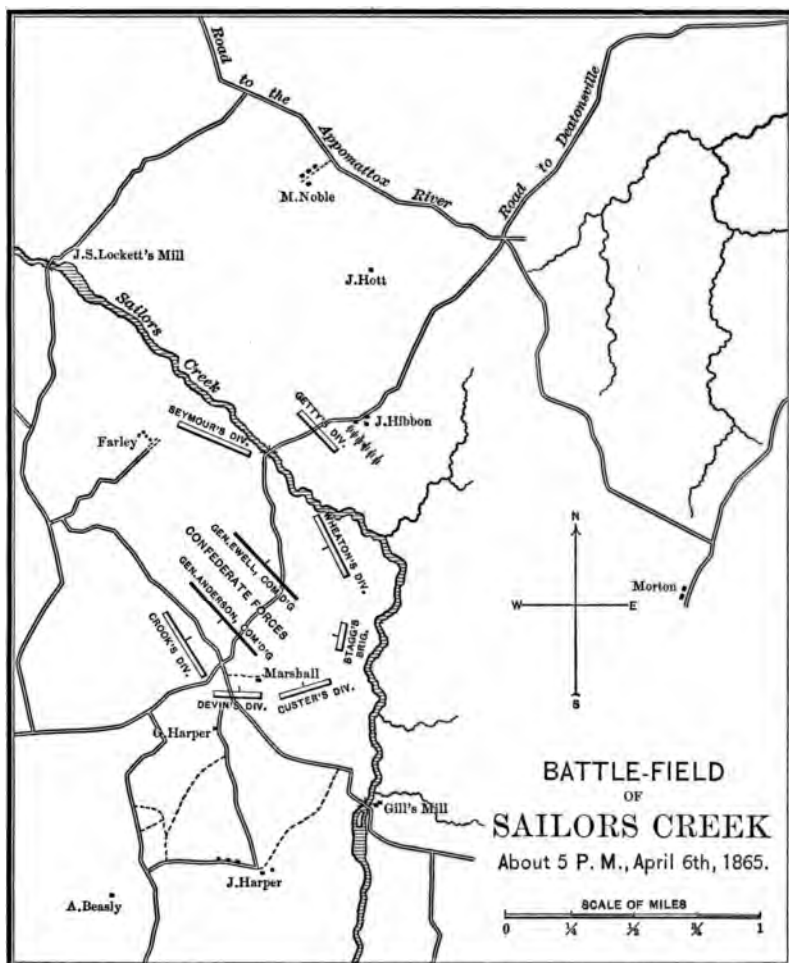 Road to the Appomattox River
Road to Deatonsville
M.Noble
J.S.Lockett's Mill
J.Hott
Sailors Creek
GETTY'S DIV.
J.Hibbon
SEYMOUR'S DIV.
Farley
WHEATON'S DIV.
GEN.EWELL, COM'D'G
CONFEDERATE FORCES
GEN.ANDERSON, COM'D'G
N
W
E
S
Morton
CROOK'S DIV.
STAGG'S
BRIG.
Marshall
DEVIN'S DIV.
CUSTER'S DIV.
G.Harper
Gill's Mill
J.Harper
A.Beasly
BATTLE-FIELD
OF
SAILORS CREEK
About 5 P. M., April 6th, 1865.
SCALE OF MILES
0 ¼ ½ ¾ 1